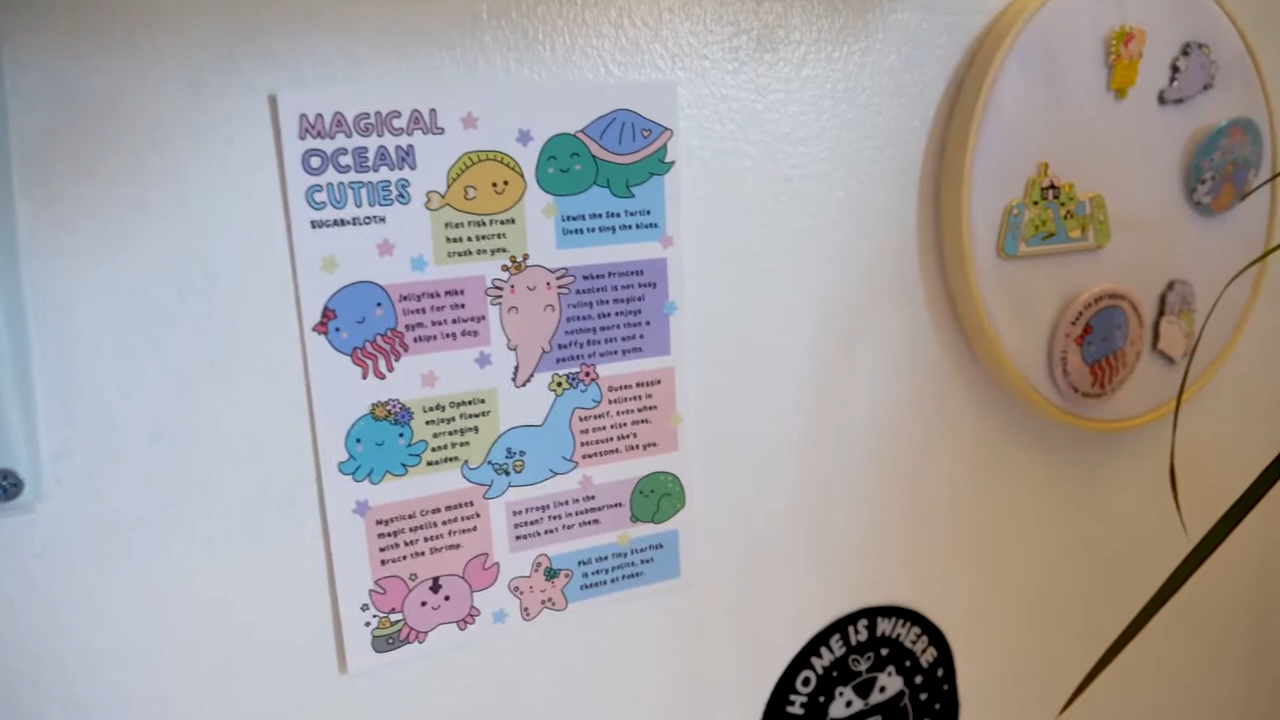 MAGICAL
OCEAN
CUTIES
SUGAR & SLOTH
Flat Fish Frank
has a secret
crush on you.
Lewis the Sea Turtle
lives to sing the blues.
Jellyfish Mike
lives for the
gym, but always
skips leg day.
When Princess
Axolotl is not busy
ruling the magical
ocean, she enjoys
nothing more than a
Buffy Box set and a
packet of wine gums.
Lady Ophelia
enjoys flower
arranging
and Iron
Maiden.
Queen Nessie
believes in
herself, even when
no one else does,
because she's
awesome, like you.
Mystical Crab makes
magic spells and such
with her best friend
Bruce the Shrimp.
Do Frogs live in the
ocean? Yes in submarines.
Watch out for them.
Phil the Tiny Starfish
is very polite, but
cheats at Poker.
HOME IS WHERE